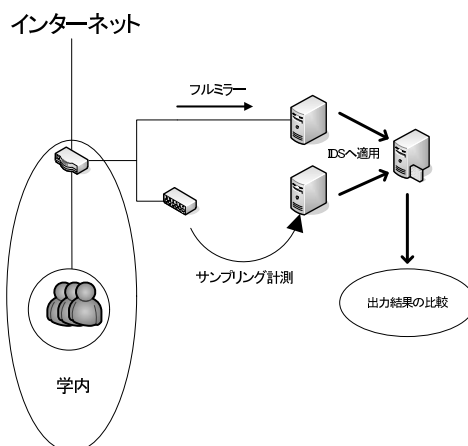 インターネット
フルミラー
IDSへ適用
サンプリング計測
出力結果の比較
学内